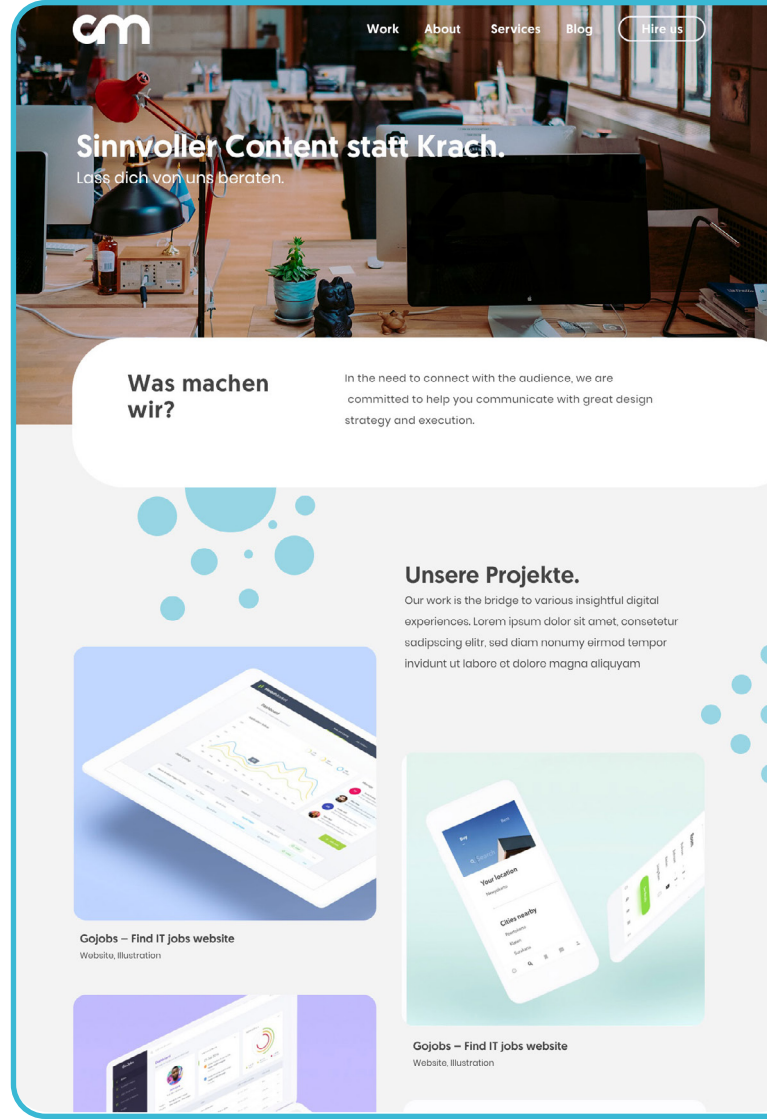 cm
Work About Services Blog Hire us
Sinnvoller Content statt Krach.
Lass dich von uns beraten.
Was machen
wir?
In the need to connect with the audience, we are
committed to help you communicate with great design
strategy and execution.
Unsere Projekte.
Our work is the bridge to various insightful digital
experiences. Lorem ipsum dolor sit amet, consetetur
sadipscing elitr, sed diam nonumy eirmod tempor
invidunt ut labore et dolore magna aliquyam
Dashboard
Gojobs – Find IT jobs website
Website, Illustration
Buy
Search
Your location
Cities nearby
Gojobs – Find IT jobs website
Website, Illustration